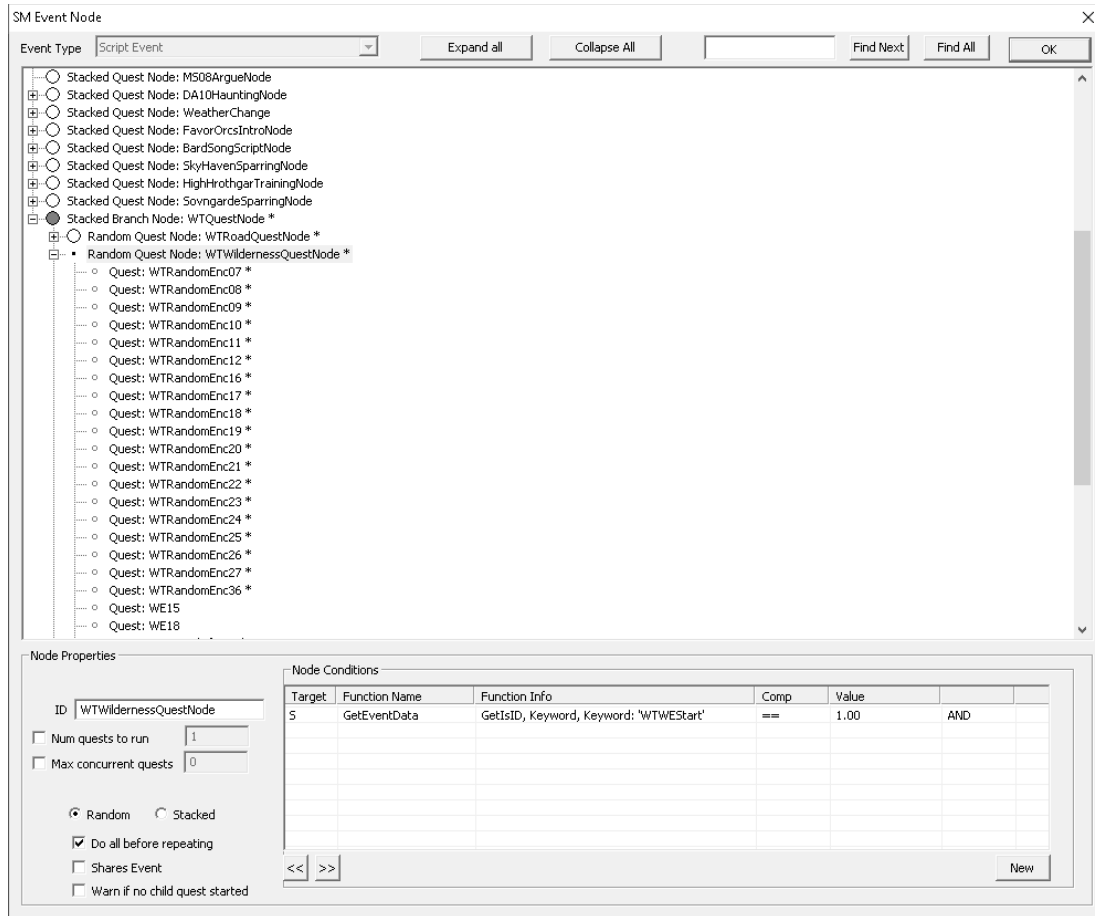 SM Event Node
Event Type Script Event Expand all Collapse All Find Next Find All OK
Stacked Quest Node: MS08ArgueNode
Stacked Quest Node: DA10HauntingNode
Stacked Quest Node: WeatherChange
Stacked Quest Node: FavorOrcsIntroNode
Stacked Quest Node: BardSongScriptNode
Stacked Quest Node: SkyHavenSparringNode
Stacked Quest Node: HighHrothgarTrainingNode
Stacked Quest Node: SovngardeSparringNode
Stacked Branch Node: WTQuestNode *
Random Quest Node: WTRoadQuestNode *
Random Quest Node: WTWildernessQuestNode *
Quest: WTRandomEnc07 *
Quest: WTRandomEnc08 *
Quest: WTRandomEnc09 *
Quest: WTRandomEnc10 *
Quest: WTRandomEnc11 *
Quest: WTRandomEnc12 *
Quest: WTRandomEnc16 *
Quest: WTRandomEnc17 *
Quest: WTRandomEnc18 *
Quest: WTRandomEnc19 *
Quest: WTRandomEnc20 *
Quest: WTRandomEnc21 *
Quest: WTRandomEnc22 *
Quest: WTRandomEnc23 *
Quest: WTRandomEnc24 *
Quest: WTRandomEnc25 *
Quest: WTRandomEnc26 *
Quest: WTRandomEnc27 *
Quest: WTRandomEnc36 *
Quest: WE15
Quest: WE18
Node Properties
ID WTWildernessQuestNode
Num quests to run 1
Max concurrent quests 0
Random Stacked
Do all before repeating
Shares Event
Warn if no child quest started
Node Conditions
Target Function Name Function Info Comp Value
S GetEventData GetIsID, Keyword, Keyword: 'WTWEStart' == 1.00 AND
<< >> New